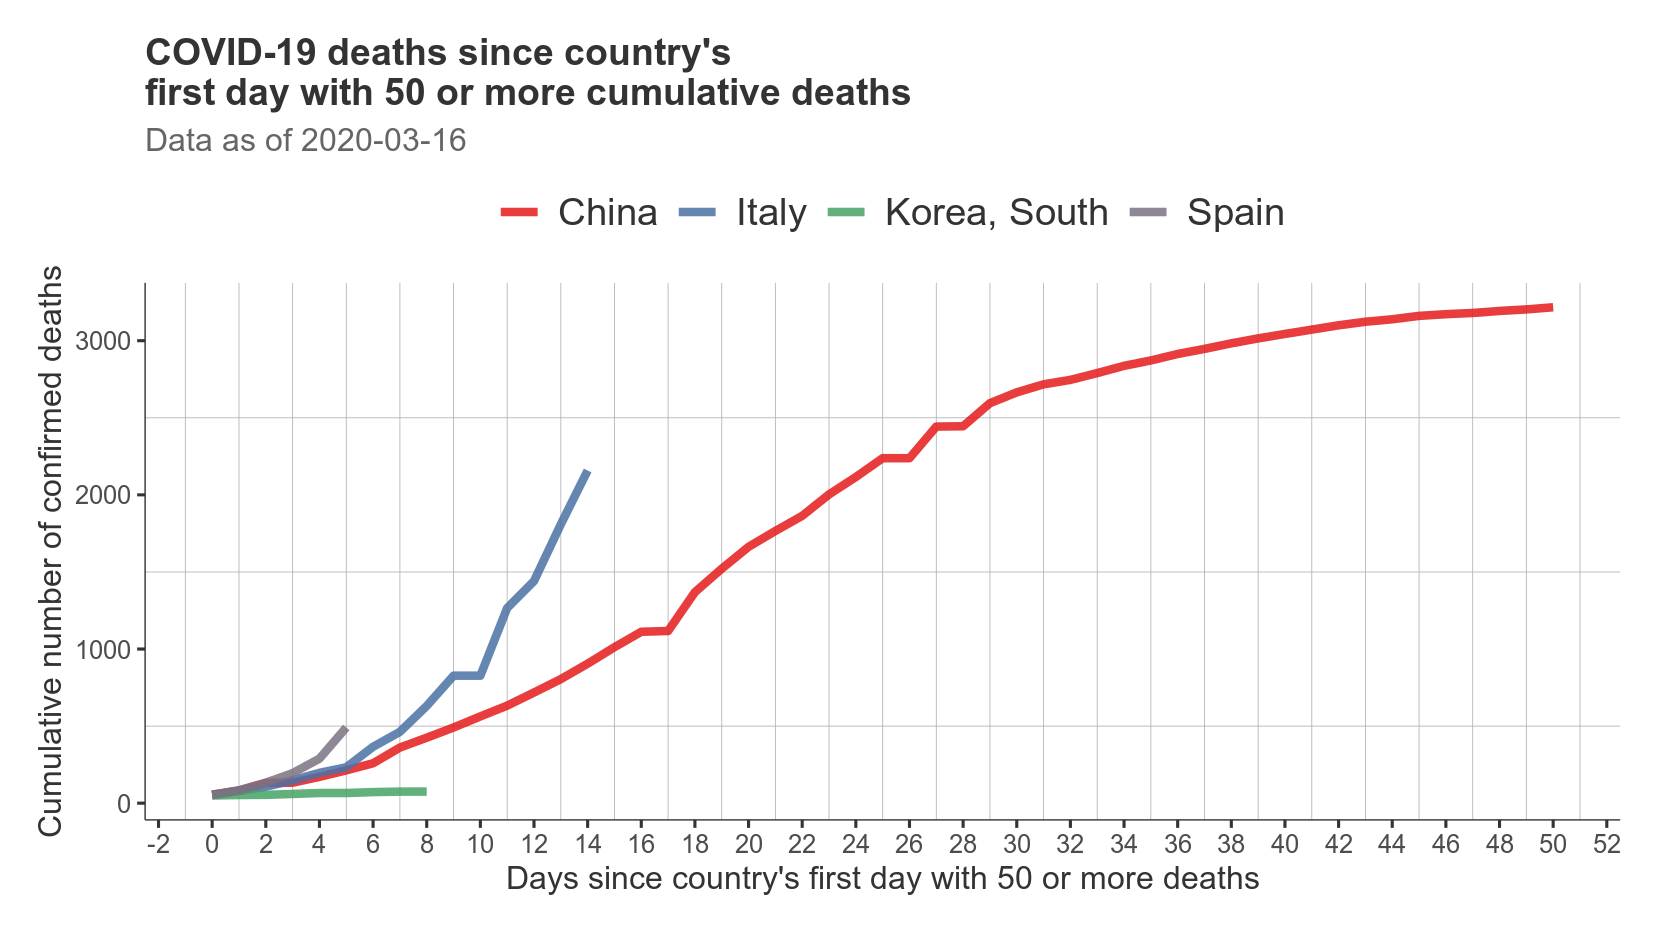 COVID-19 deaths since country's
first day with 50 or more cumulative deaths
Data as of 2020-03-16
China Italy Korea, South Spain
Cumulative number of confirmed deaths
3000
2000
1000
0
-2 0 2 4 6 8 10 12 14 16 18 20 22 24 26 28 30 32 34 36 38 40 42 44 46 48 50 52
Days since country's first day with 50 or more deaths